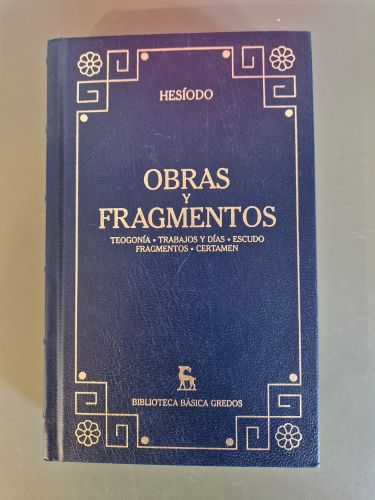 HESÍODO
OBRAS
Y
FRAGMENTOS
TEOGONÍA • TRABAJOS Y DÍAS • ESCUDO
FRAGMENTOS • CERTAMEN
BIBLIOTECA BÁSICA GREDOS